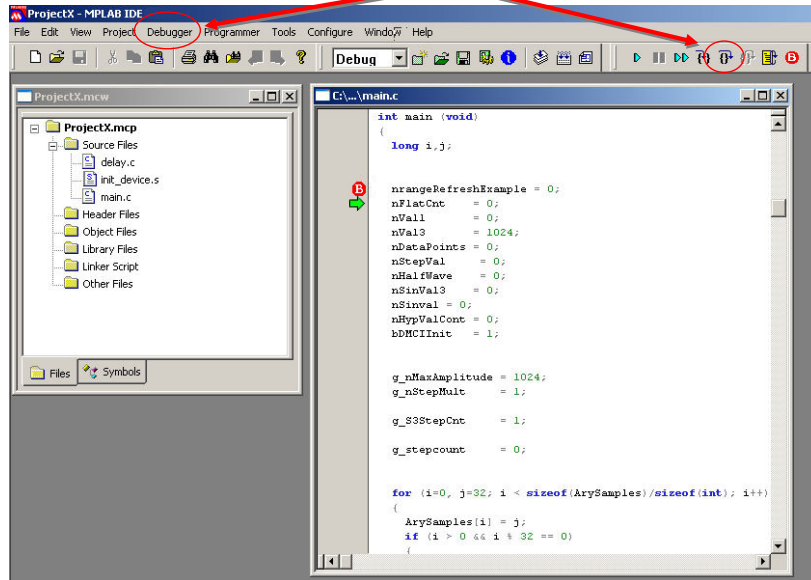 ProjectX - MPLAB IDE
File Edit View Project Debugger Programmer Tools Configure Window Help
Debug
ProjectX.mcw
ProjectX.mcp
Source Files
delay.c
init_device.s
main.c
Header Files
Object Files
Library Files
Linker Script
Other Files
Files Symbols
C:\...\main.c
int main (void)
{
long i,j;
B
nrangeRefreshExample = 0;
nFlatCnt = 0;
nVal1 = 0;
nVal3 = 1024;
nDataPoints = 0;
nStepVal = 0;
nHalfWave = 0;
nSinVal3 = 0;
nSinval = 0;
nHypValCont = 0;
bDMCIInit = 1;
g_nMaxAmplitude = 1024;
g_nStepMult = 1;
g_S3StepCnt = 1;
g_stepcount = 0;
for (i=0, j=32; i < sizeof(ArySamples)/sizeof(int); i++)
{
ArySamples[i] = j;
if (i > 0 && i % 32 == 0)
{